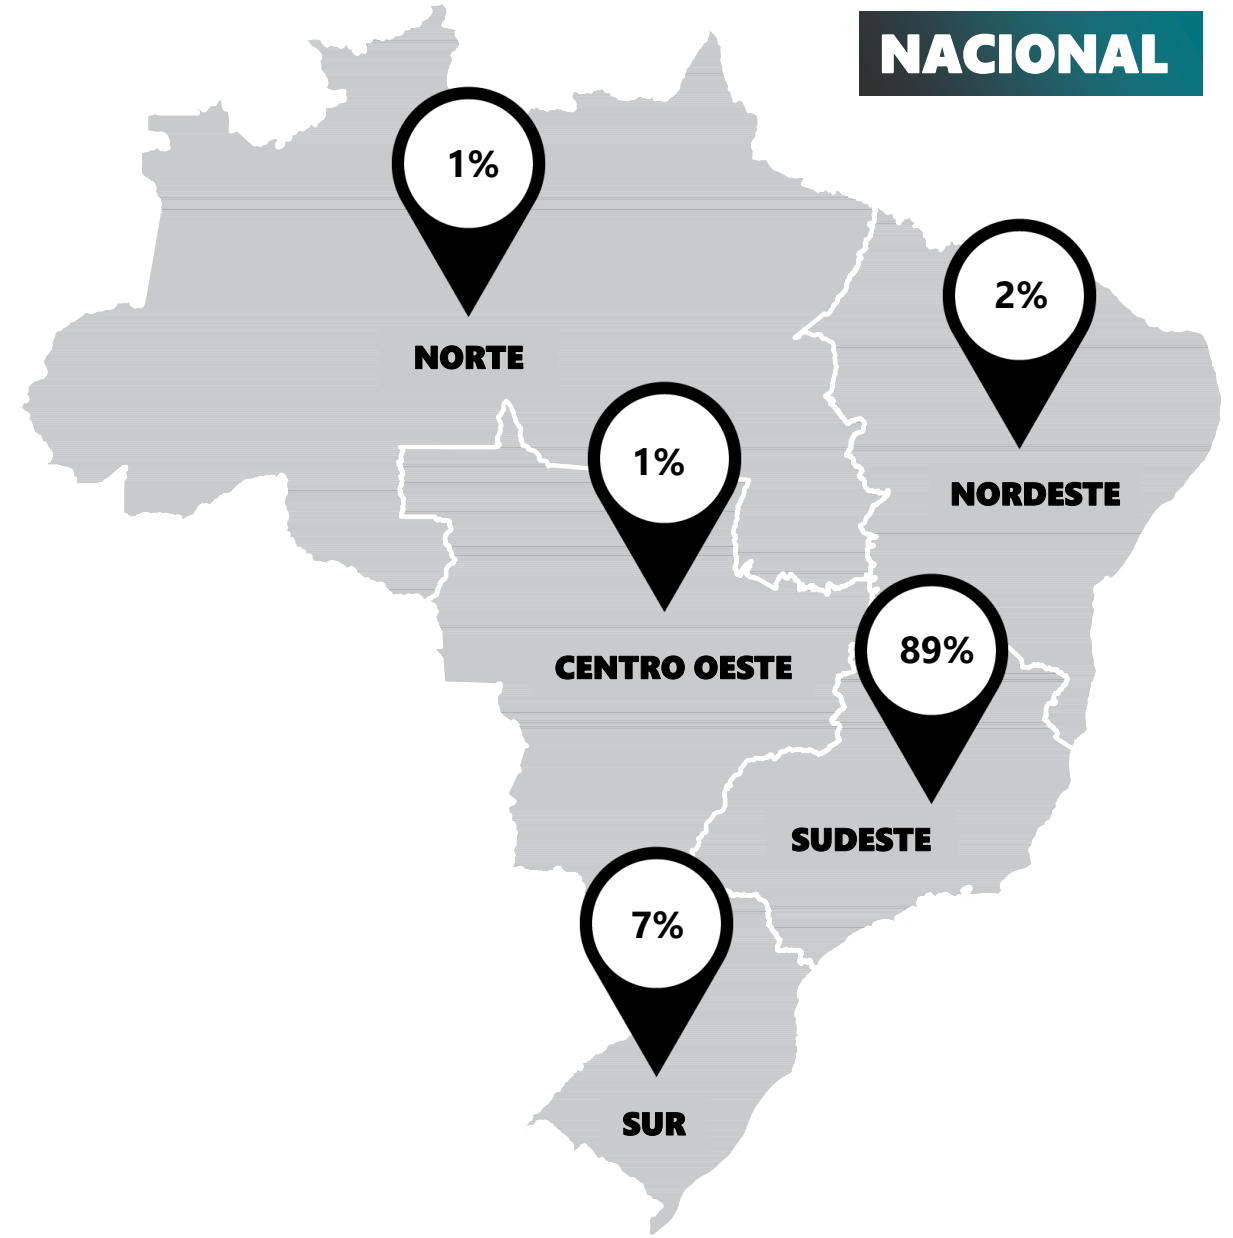 NACIONAL
1%
NORTE
2%
NORDESTE
1%
CENTRO OESTE
89%
SUDESTE
7%
SUR